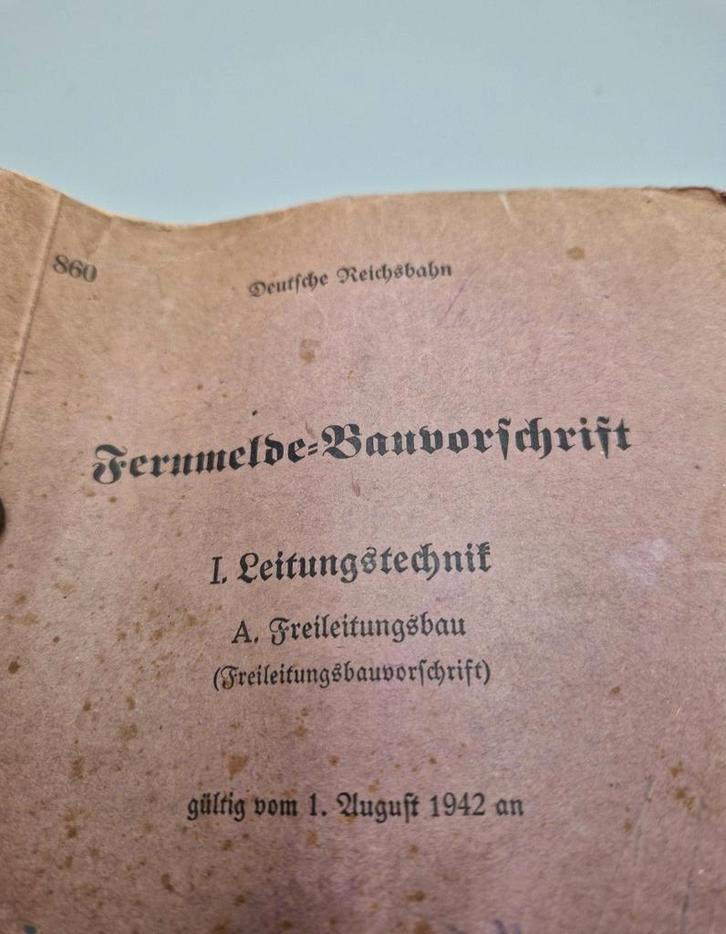 860
Deutsche Reichsbahn
Fernmelde-Bauvorschrift
I. Leitungstechnik
A. Freileitungsbau
(Freileitungsbauvorschrift)
gültig vom 1. August 1942 an